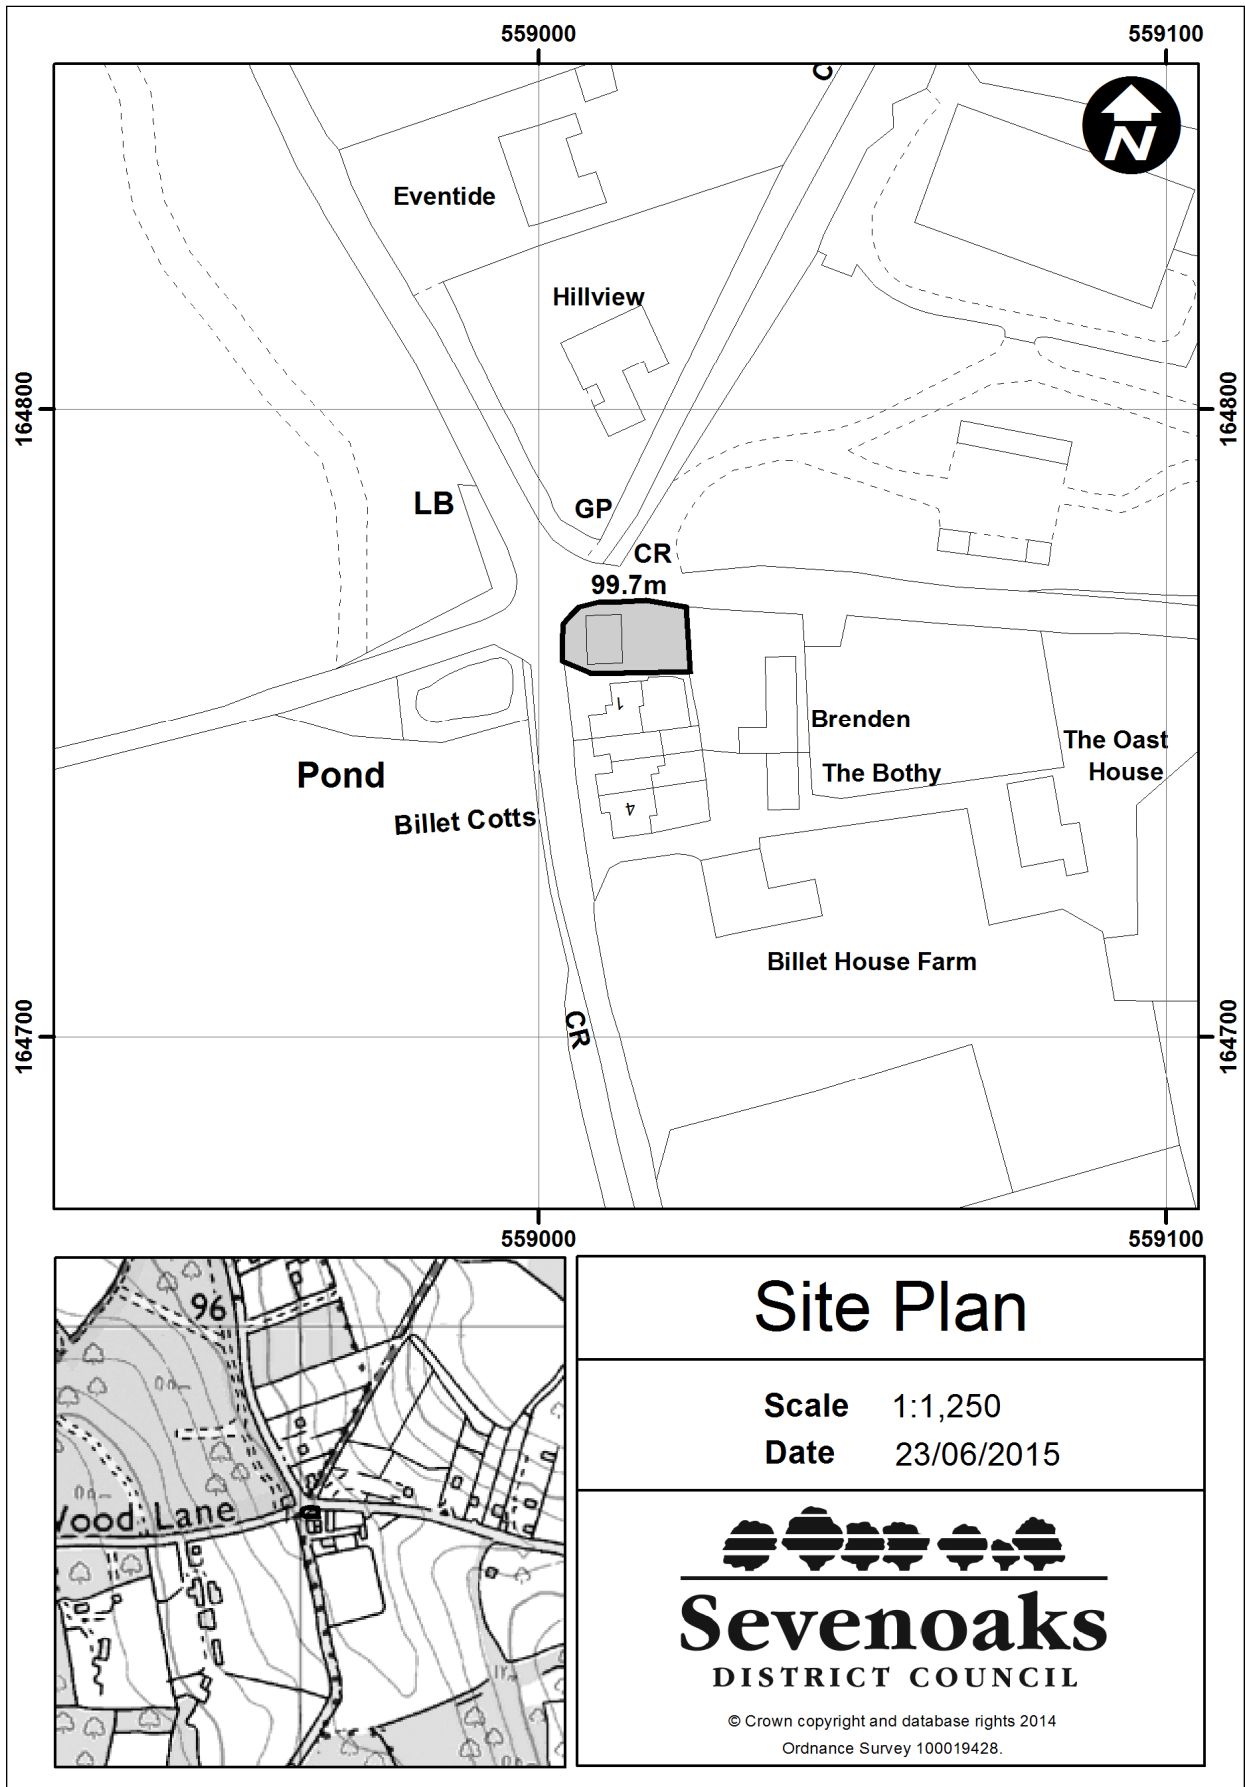 559000
559100
C
N
Eventide
Hillview
164800
164800
LB
GP
CR
99.7m
1
Brenden
The Oast
House
The Bothy
Pond
4
Billet Cotts
Billet House Farm
164700
CR
164700
559000
559100
96
Wood Lane
Site Plan
Scale 1:1,250
Date 23/06/2015
Sevenoaks
DISTRICT COUNCIL
© Crown copyright and database rights 2014
Ordnance Survey 100019428.